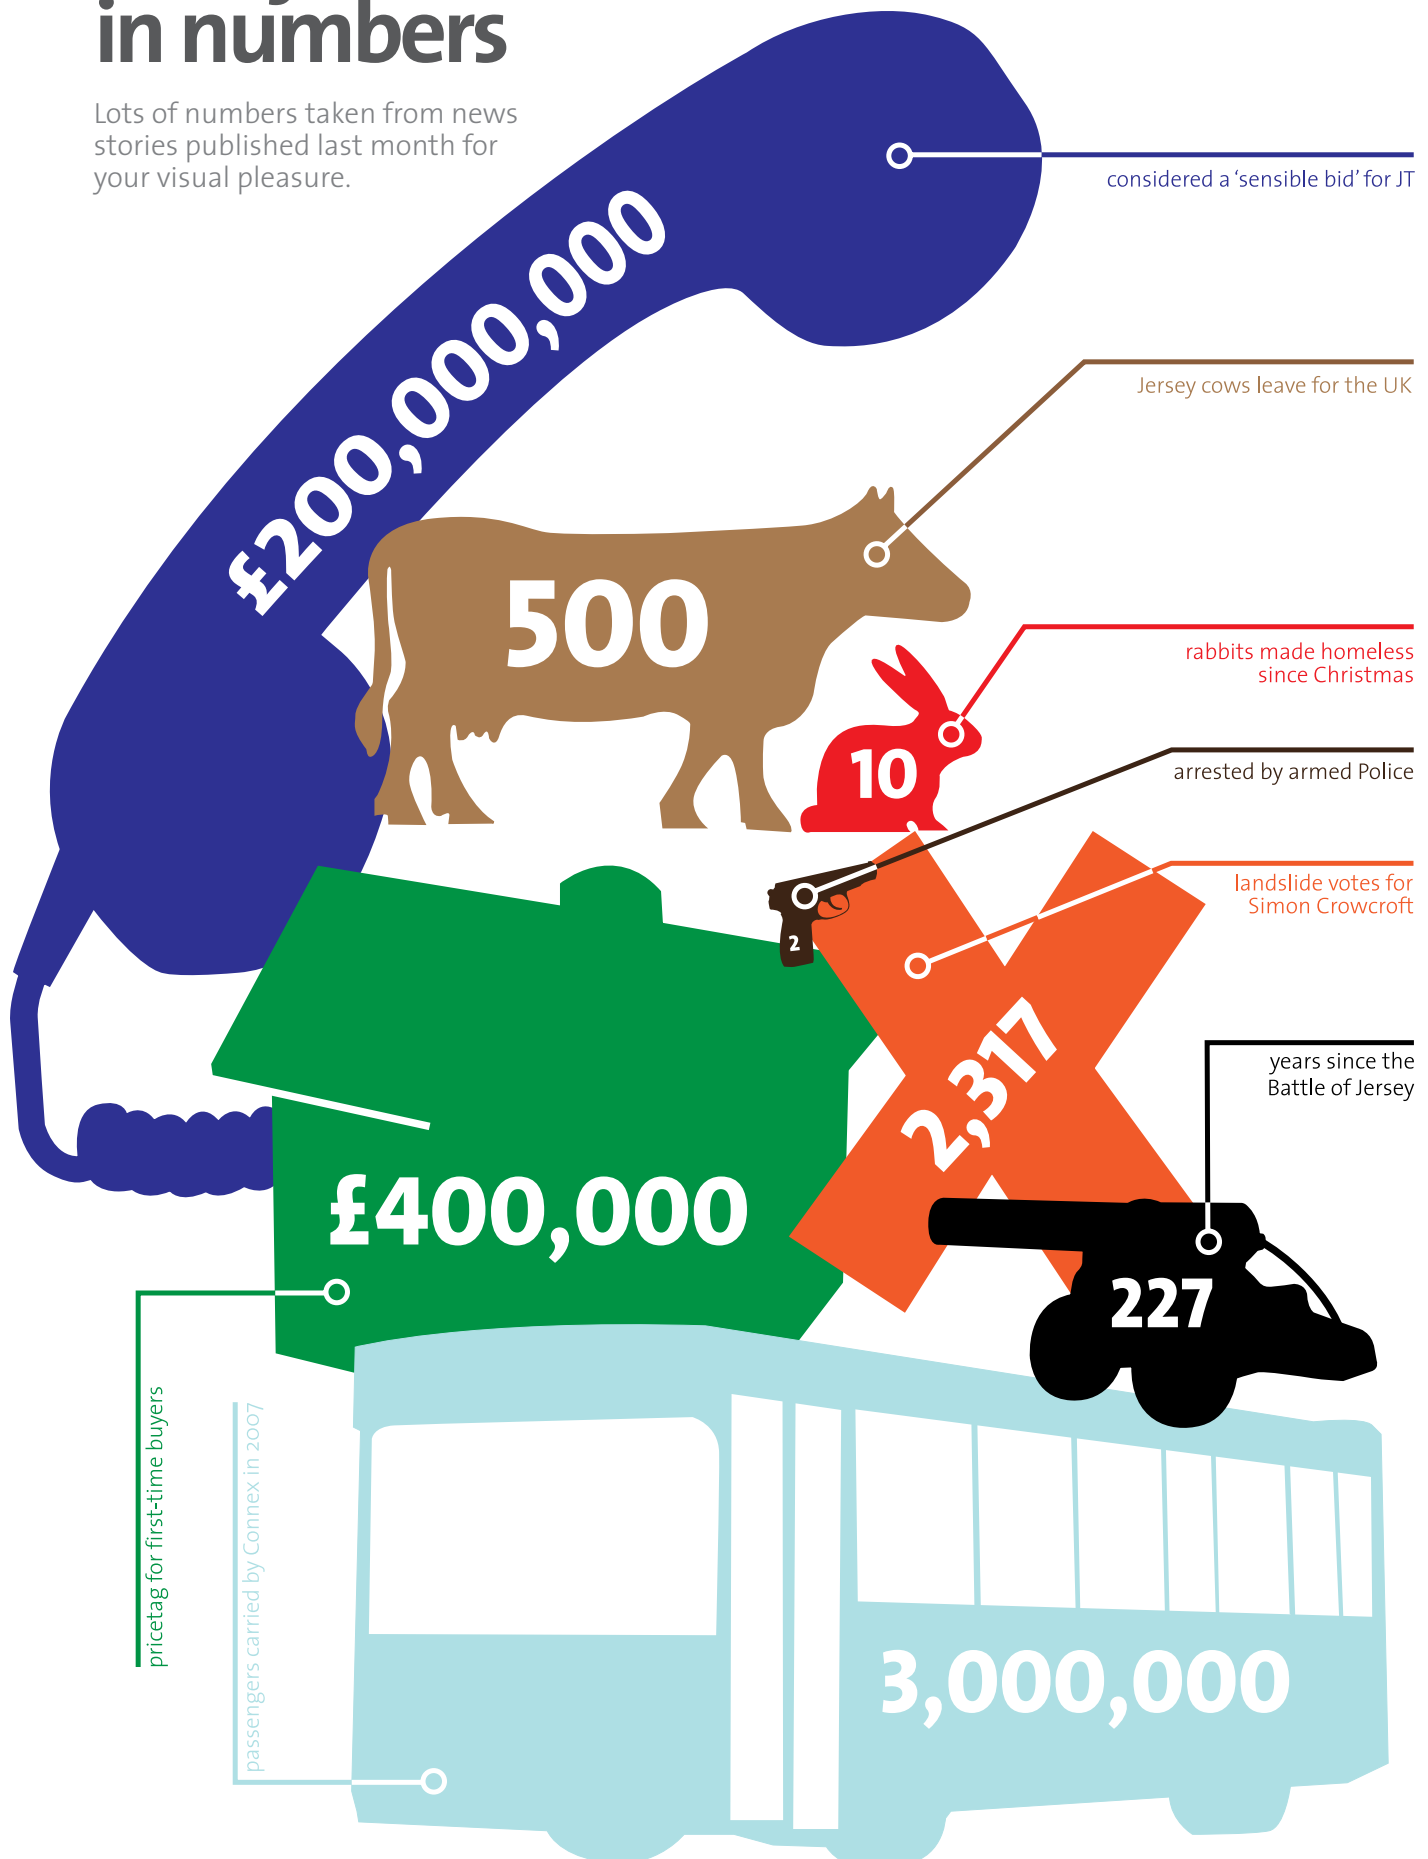 in numbers
Lots of numbers taken from news
stories published last month for
your visual pleasure.
considered a ‘sensible bid’ for JT
£200,000,000
Jersey cows leave for the UK
500
rabbits made homeless
since Christmas
10
arrested by armed Police
2
landslide votes for
Simon Crowcroft
2,317
years since the
Battle of Jersey
227
£400,000
pricetag for first-time buyers
passengers carried by Connex in 2007
3,000,000